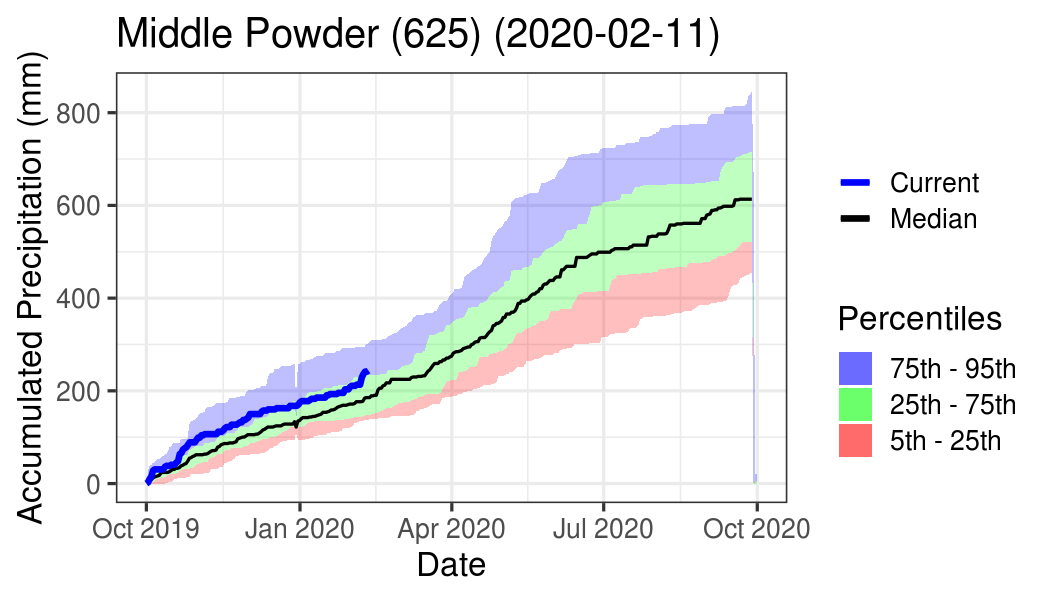 Middle Powder (625) (2020-02-11)
Accumulated Precipitation (mm)
800
600
400
200
0
Oct 2019
Jan 2020
Apr 2020
Jul 2020
Oct 2020
Date
Current
Median
Percentiles
75th - 95th
25th - 75th
5th - 25th